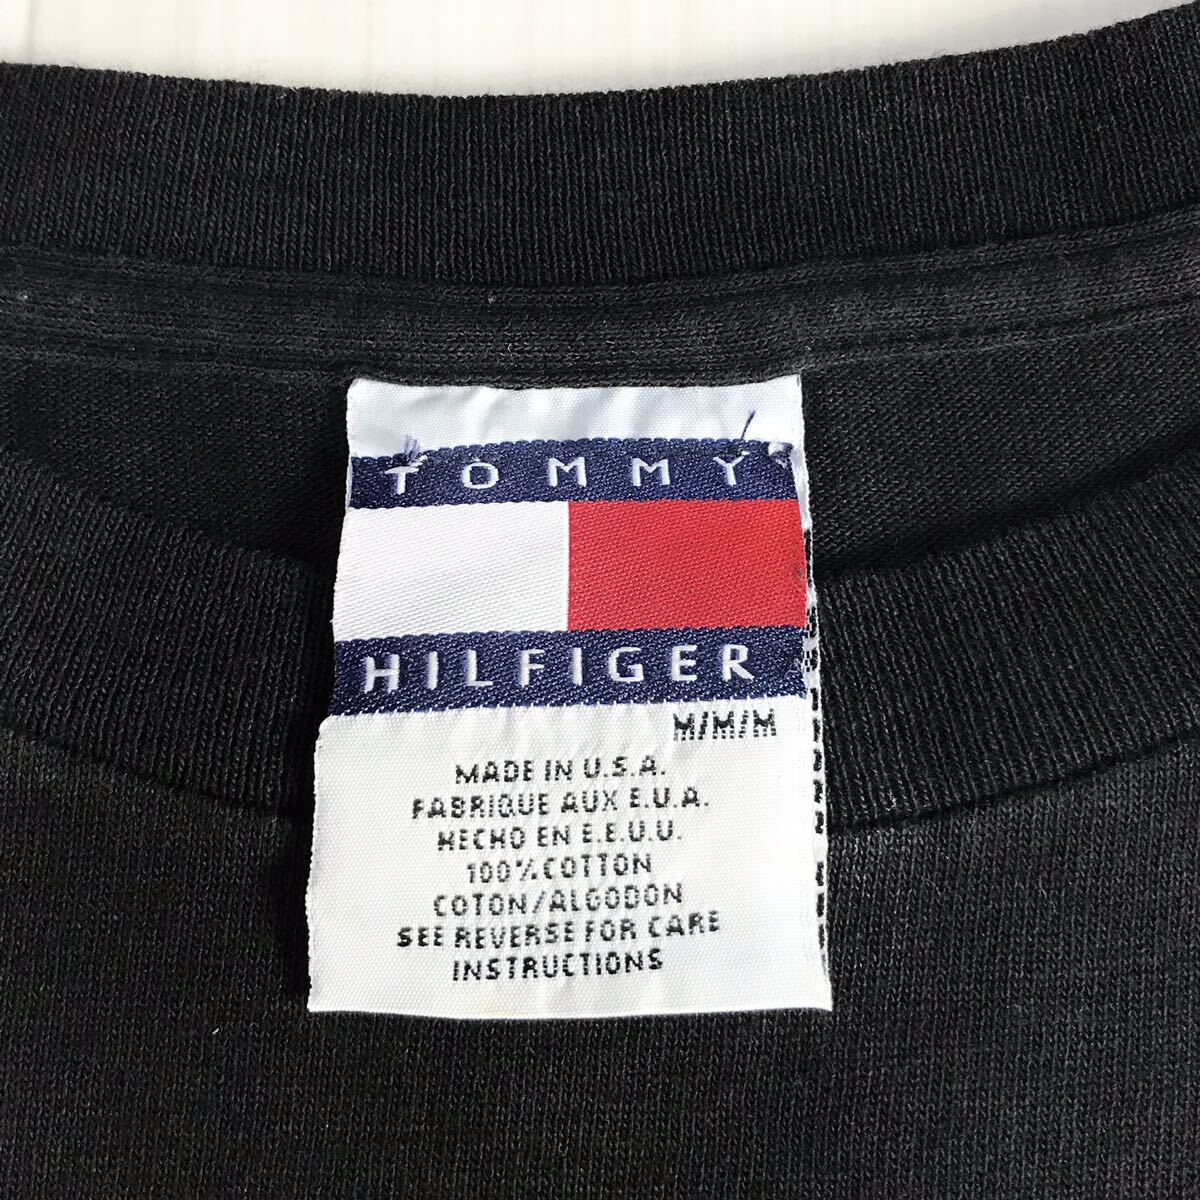 TOMMY
HILFIGER
M/M/M
MADE IN U.S.A.
FABRIQUE AUX E.U.A.
HECHO EN E.E.U.U.
100% COTTON
COTON/ALGODON
SEE REVERSE FOR CARE
INSTRUCTIONS